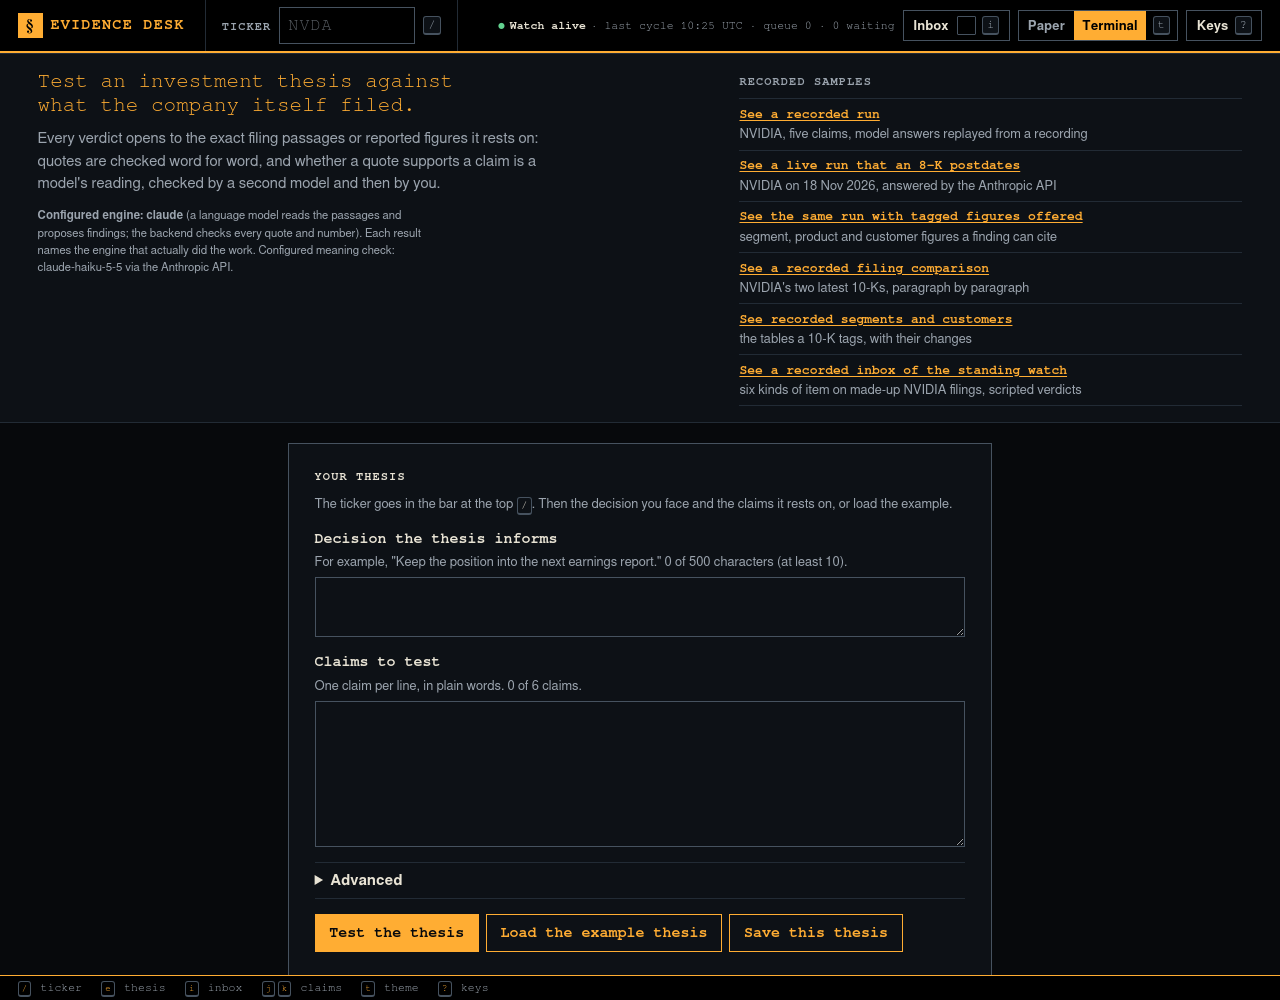 § EVIDENCE DESK TICKER NVDA / Watch alive · last cycle 10:25 UTC · queue 0 · 0 waiting Inbox i Paper Terminal t Keys ?
Test an investment thesis against
what the company itself filed.
Every verdict opens to the exact filing passages or reported figures it rests on:
quotes are checked word for word, and whether a quote supports a claim is a
model's reading, checked by a second model and then by you.
Configured engine: claude (a language model reads the passages and
proposes findings; the backend checks every quote and number). Each result
names the engine that actually did the work. Configured meaning check:
claude-haiku-5-5 via the Anthropic API.
RECORDED SAMPLES
See a recorded run
NVIDIA, five claims, model answers replayed from a recording
See a live run that an 8-K postdates
NVIDIA on 18 Nov 2026, answered by the Anthropic API
See the same run with tagged figures offered
segment, product and customer figures a finding can cite
See a recorded filing comparison
NVIDIA's two latest 10-Ks, paragraph by paragraph
See recorded segments and customers
the tables a 10-K tags, with their changes
See a recorded inbox of the standing watch
six kinds of item on made-up NVIDIA filings, scripted verdicts
YOUR THESIS
The ticker goes in the bar at the top /. Then the decision you face and the claims it rests on, or load the example.
Decision the thesis informs
For example, "Keep the position into the next earnings report." 0 of 500 characters (at least 10).
Claims to test
One claim per line, in plain words. 0 of 6 claims.
Advanced
Test the thesis Load the example thesis Save this thesis
/ ticker e thesis i inbox j k claims t theme ? keys